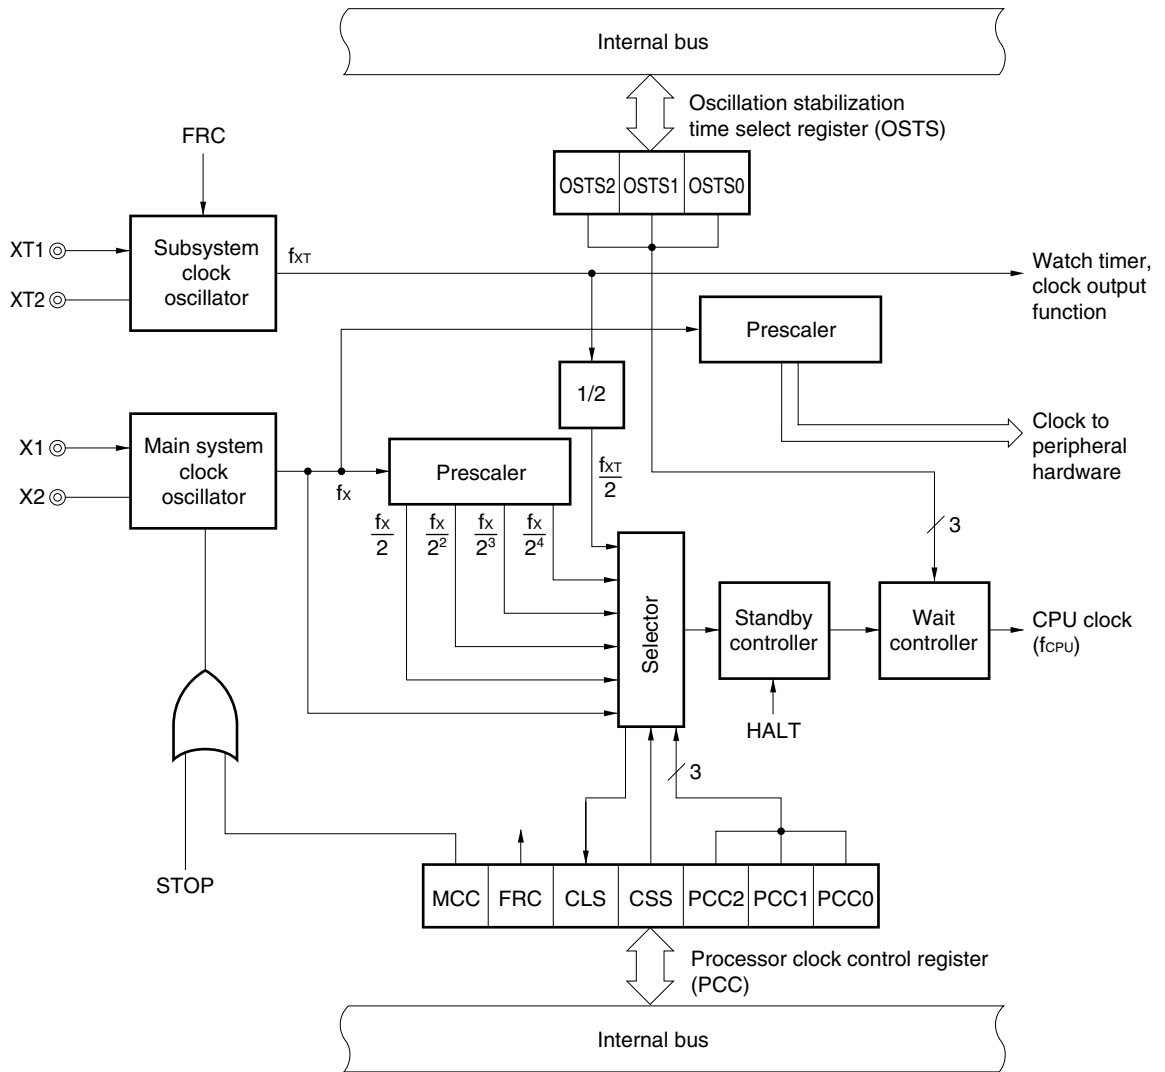 Internal bus
Oscillation stabilization
time select register (OSTS)
FRC
OSTS2 OSTS1 OSTS0
XT1
XT2
Subsystem
clock
oscillator
fXT
Watch timer,
clock output
function
Prescaler
1/2
X1
X2
Main system
clock
oscillator
fX
Prescaler
Clock to
peripheral
hardware
fXT/2
fX/2 fX/2² fX/2³ fX/2⁴
3
Selector
Standby
controller
Wait
controller
CPU clock
(fCPU)
HALT
3
STOP
MCC FRC CLS CSS PCC2 PCC1 PCC0
Processor clock control register
(PCC)
Internal bus